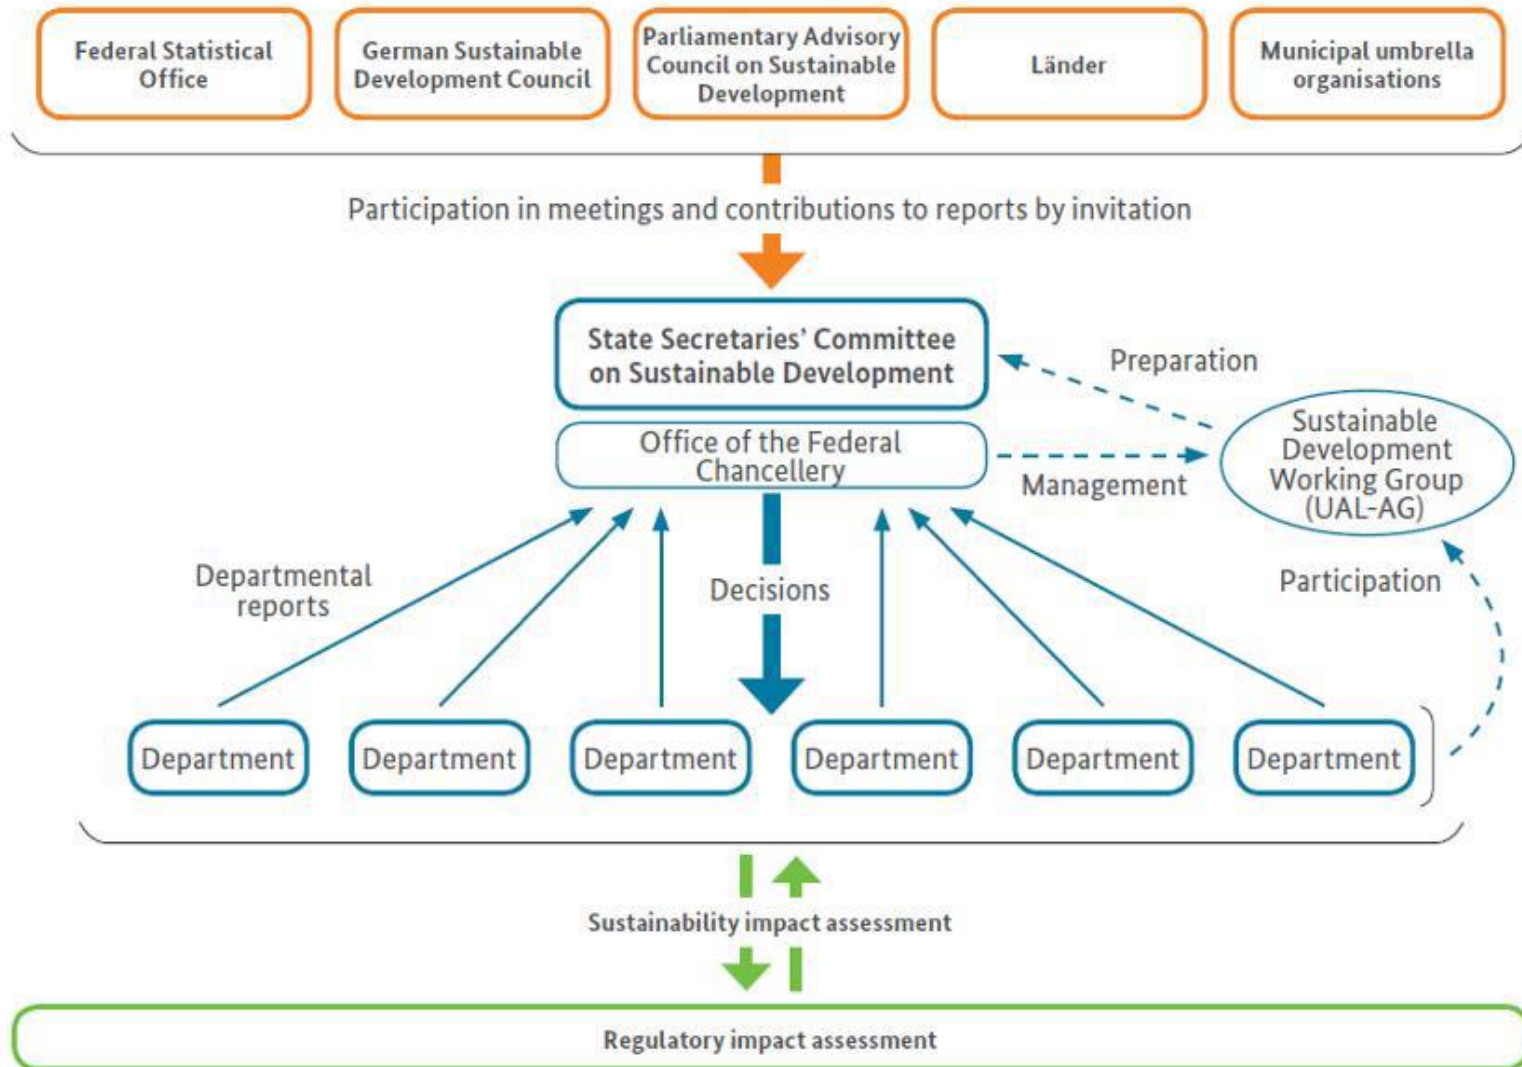 Federal Statistical
Office
German Sustainable
Development Council
Parliamentary Advisory
Council on Sustainable
Development
Länder
Municipal umbrella
organisations
Participation in meetings and contributions to reports by invitation
State Secretaries’ Committee
on Sustainable Development
Preparation
Office of the Federal
Chancellery
Management
Sustainable
Development
Working Group
(UAL-AG)
Departmental
reports
Decisions
Participation
Department
Department
Department
Department
Department
Department
Sustainability impact assessment
Regulatory impact assessment